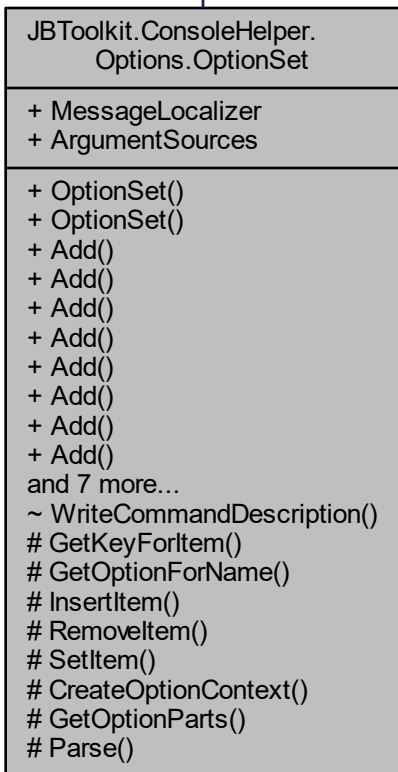 JBToolkit.ConsoleHelper.
Options.OptionSet
+ MessageLocalizer
+ ArgumentSources
+ OptionSet()
+ OptionSet()
+ Add()
+ Add()
+ Add()
+ Add()
+ Add()
+ Add()
+ Add()
+ Add()
and 7 more...
~ WriteCommandDescription()
# GetKeyForItem()
# GetOptionForName()
# InsertItem()
# RemoveItem()
# SetItem()
# CreateOptionContext()
# GetOptionParts()
# Parse()